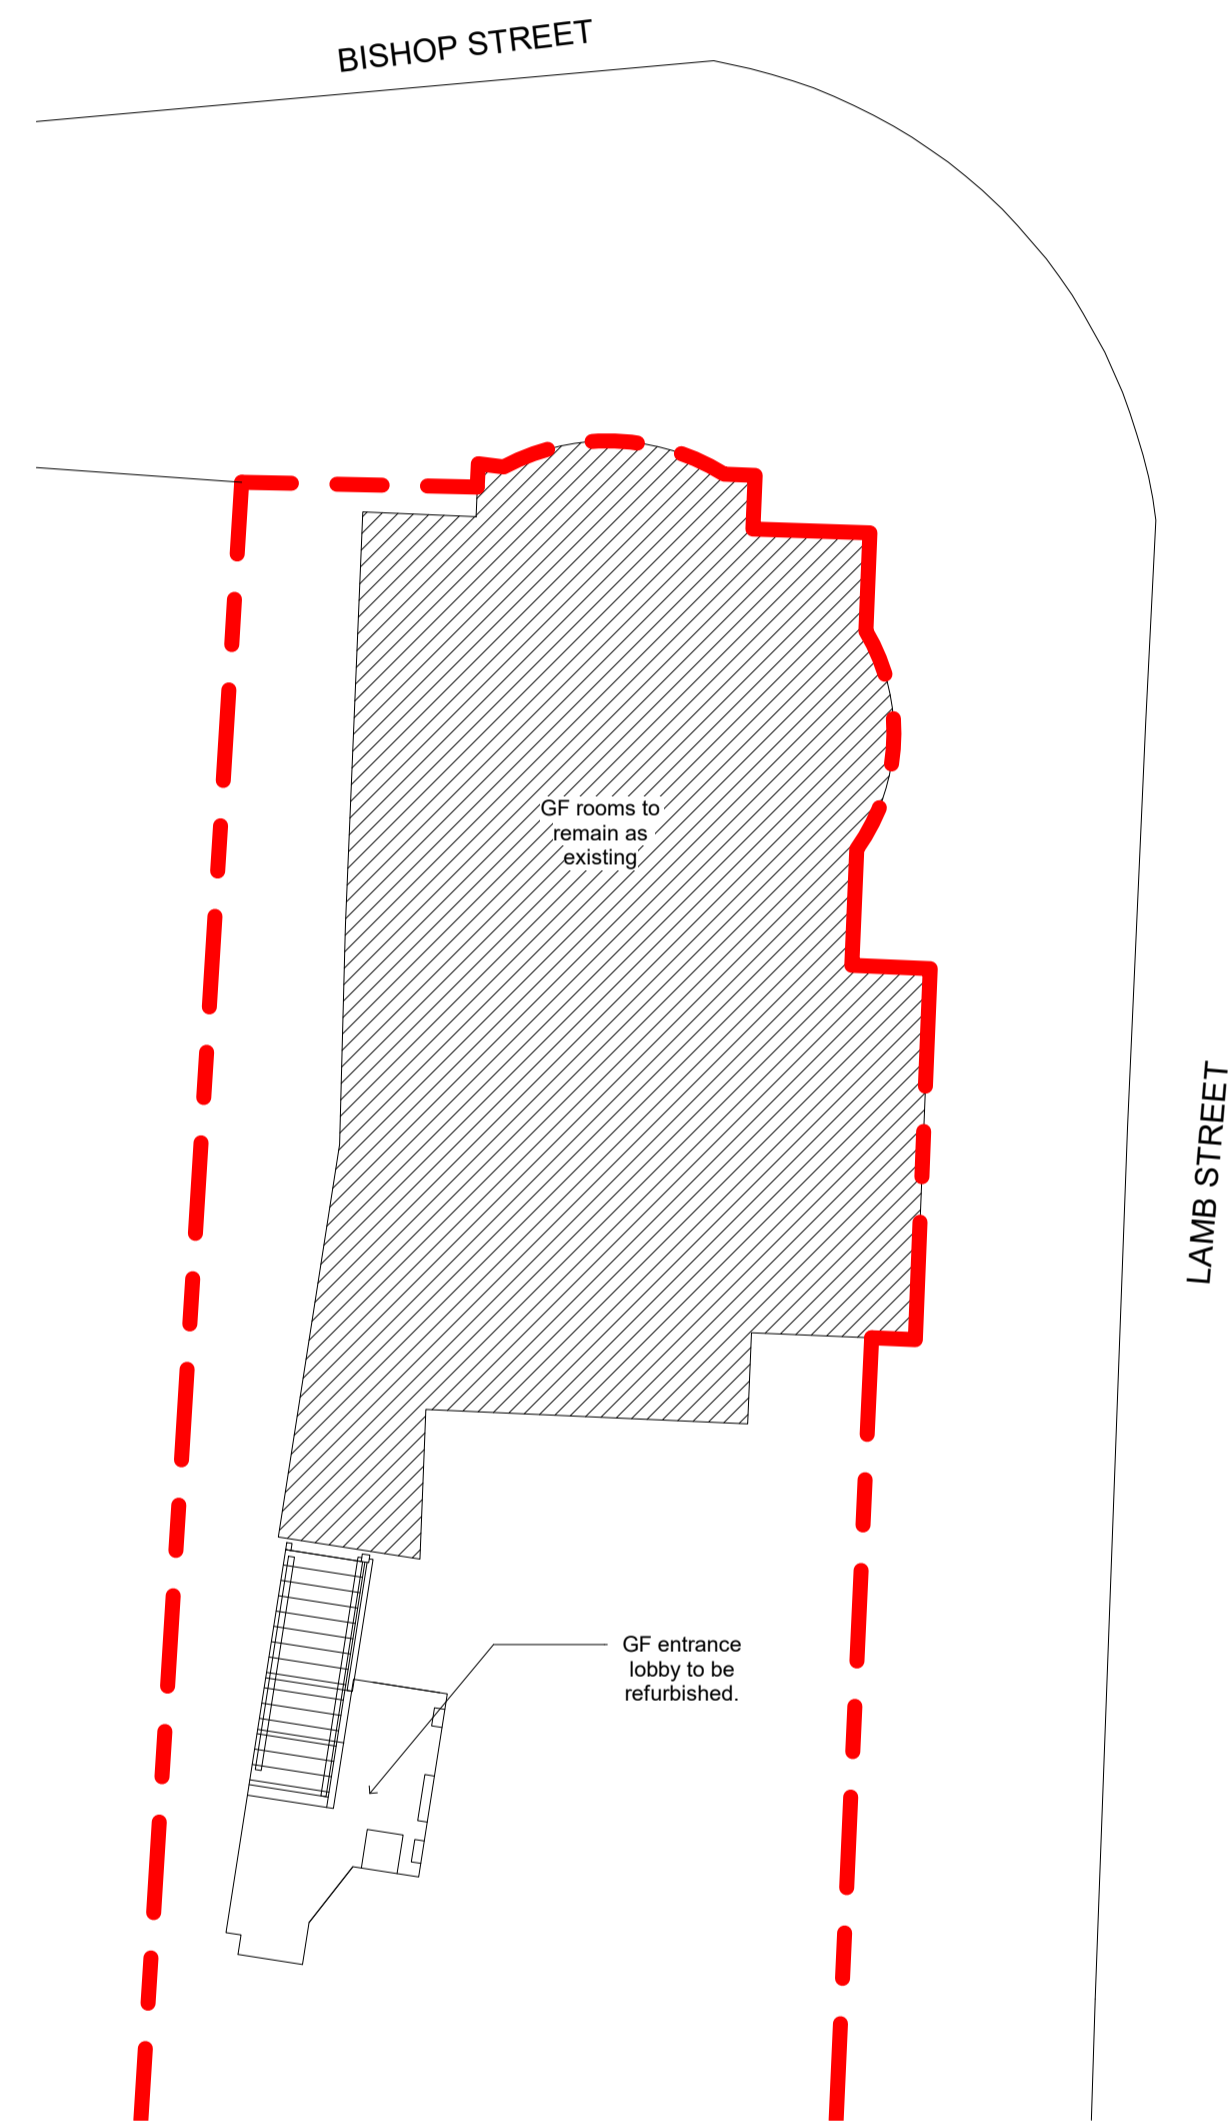 BISHOP STREET
GF rooms to
remain as
existing
LAMB STREET
GF entrance
lobby to be
refurbished.